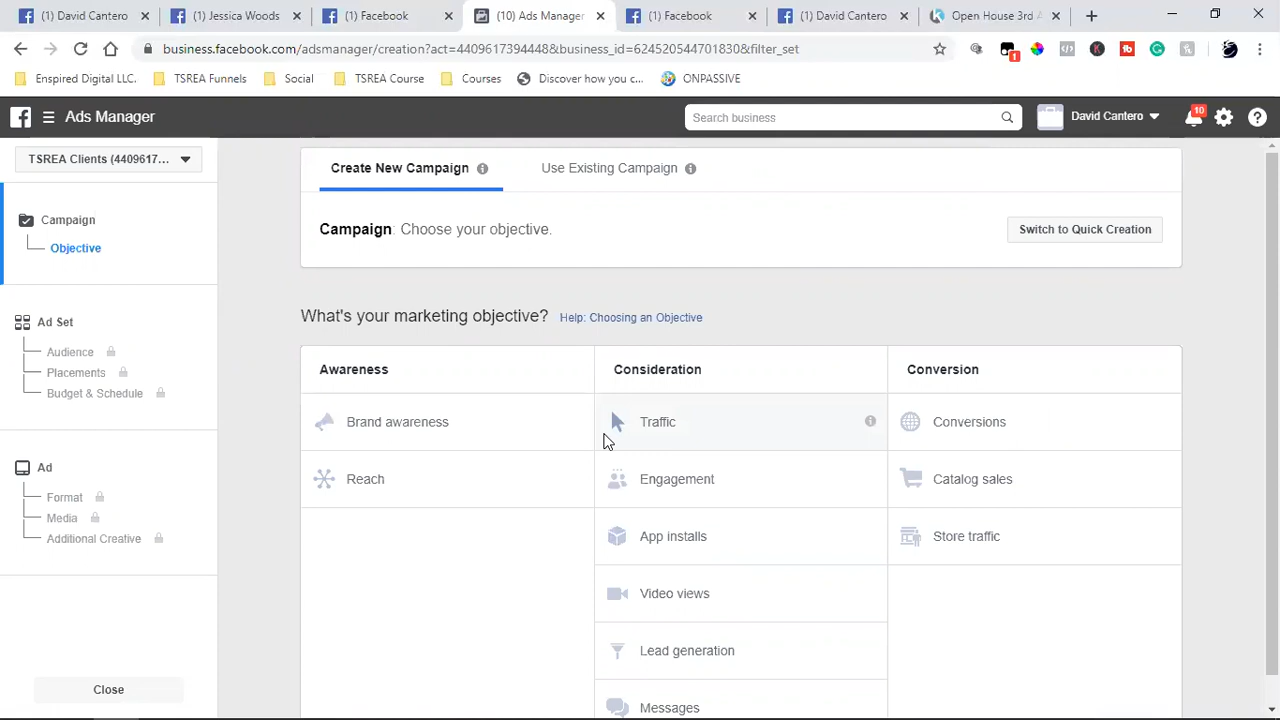 (1) David Cantero
(1) Jessica Woods
(1) Facebook
(10) Ads Manager
(1) Facebook
(1) David Cantero
Open House 3rd A
business.facebook.com/adsmanager/creation?act=4409617394448&business_id=624520544701830&filter_set
1
Enspired Digital LLC.
TSREA Funnels
Social
TSREA Course
Courses
Discover how you c...
ONPASSIVE
Ads Manager
Search business
David Cantero
10
TSREA Clients (4409617...
Create New Campaign
Use Existing Campaign
Campaign
Objective
Campaign: Choose your objective.
Switch to Quick Creation
What's your marketing objective?
Help: Choosing an Objective
Ad Set
Audience
Placements
Budget & Schedule
Awareness
Consideration
Conversion
Brand awareness
Traffic
Conversions
Reach
Engagement
Catalog sales
App installs
Store traffic
Video views
Lead generation
Messages
Ad
Format
Media
Additional Creative
Close